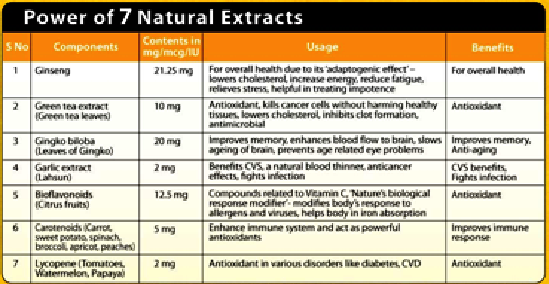 Power of 7 Natural Extracts
S No Components Contents in mg/mcg/IU Usage Benefits
1 Ginseng 21.25 mg For overall health due to its 'adaptogenic effect' – For overall health
lowers cholesterol, increase energy, reduce fatigue,
relieves stress, helpful in treating impotence
2 Green tea extract 10 mg Antioxidant, kills cancer cells without harming healthy Antioxidant
(Green tea leaves) tissues, lowers cholesterol, inhibits clot formation,
antimicrobial
3 Gingko biloba 20 mg Improves memory, enhances blood flow to brain, slows Improves memory,
(Leaves of Gingko) ageing of brain, prevents age related eye problems Anti-aging
4 Garlic extract 2 mg Benefits CVS, a natural blood thinner, anticancer CVS benefits,
(Lahsun) effects, fights infection Fights infection
5 Bioflavonoids 12.5 mg Compounds related to Vitamin C, 'Nature's biological Antioxidant
(Citrus fruits) response modifier'- modifies body's response to
allergens and viruses, helps body in iron absorption
6 Carotenoids (Carrot, 5 mg Enhance immune system and act as powerful Improves immune
sweet potato, spinach, antioxidants response
broccoli, apricot, peaches)
7 Lycopene (Tomatoes, 2 mg Antioxidant in various disorders like diabetes, CVD Antioxidant
Watermelon, Papaya)